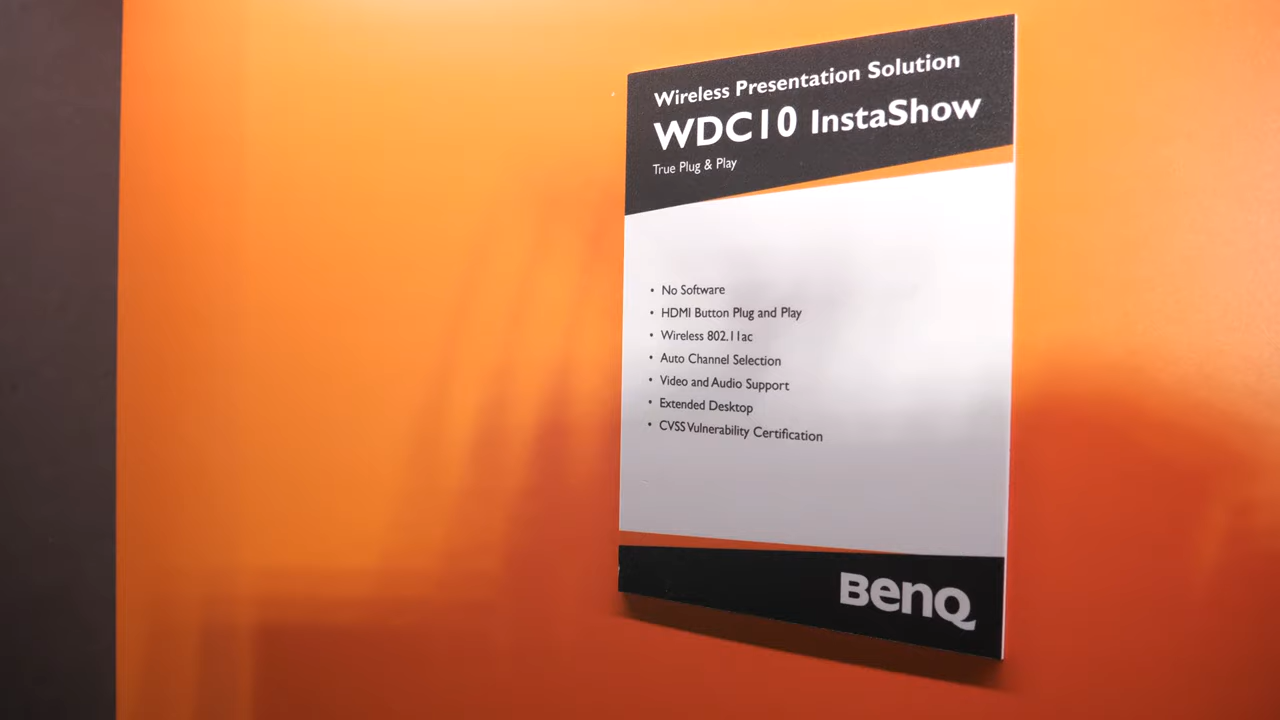 Wireless Presentation Solution
WDC10 InstaShow
True Plug & Play
• No Software
• HDMI Button Plug and Play
• Wireless 802.11ac
• Auto Channel Selection
• Video and Audio Support
• Extended Desktop
• CVSS Vulnerability Certification
BenQ